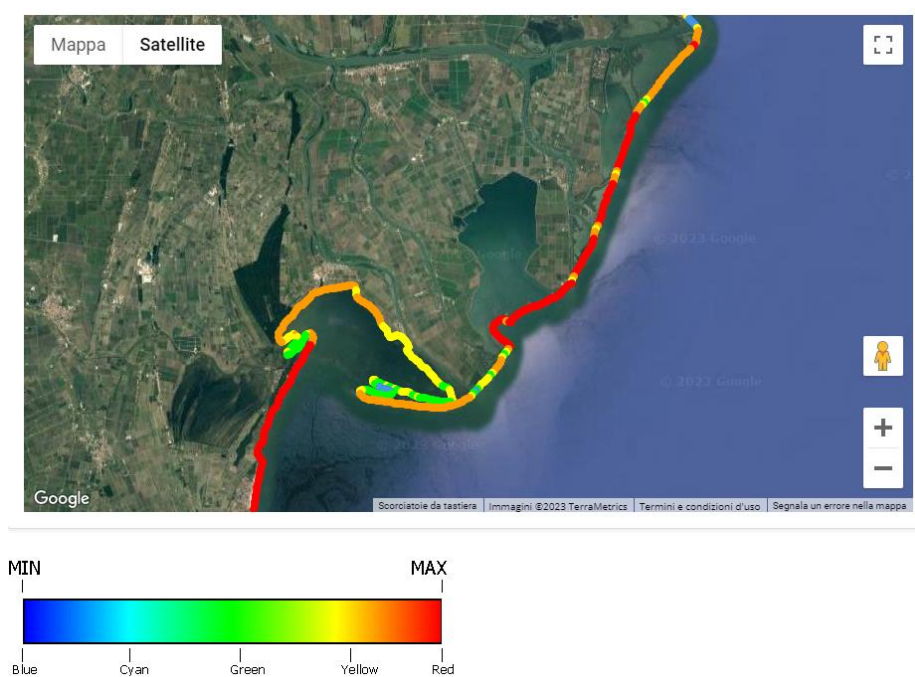 Mappa Satellite
© 2
© 2023 Google
© 2023 Google
© 2023 Google
Google
Scorciatoie da tastiera Immagini ©2023 TerraMetrics Termini e condizioni d'uso Segnala un errore nella mappa
MIN MAX
Blue Cyan Green Yellow Red